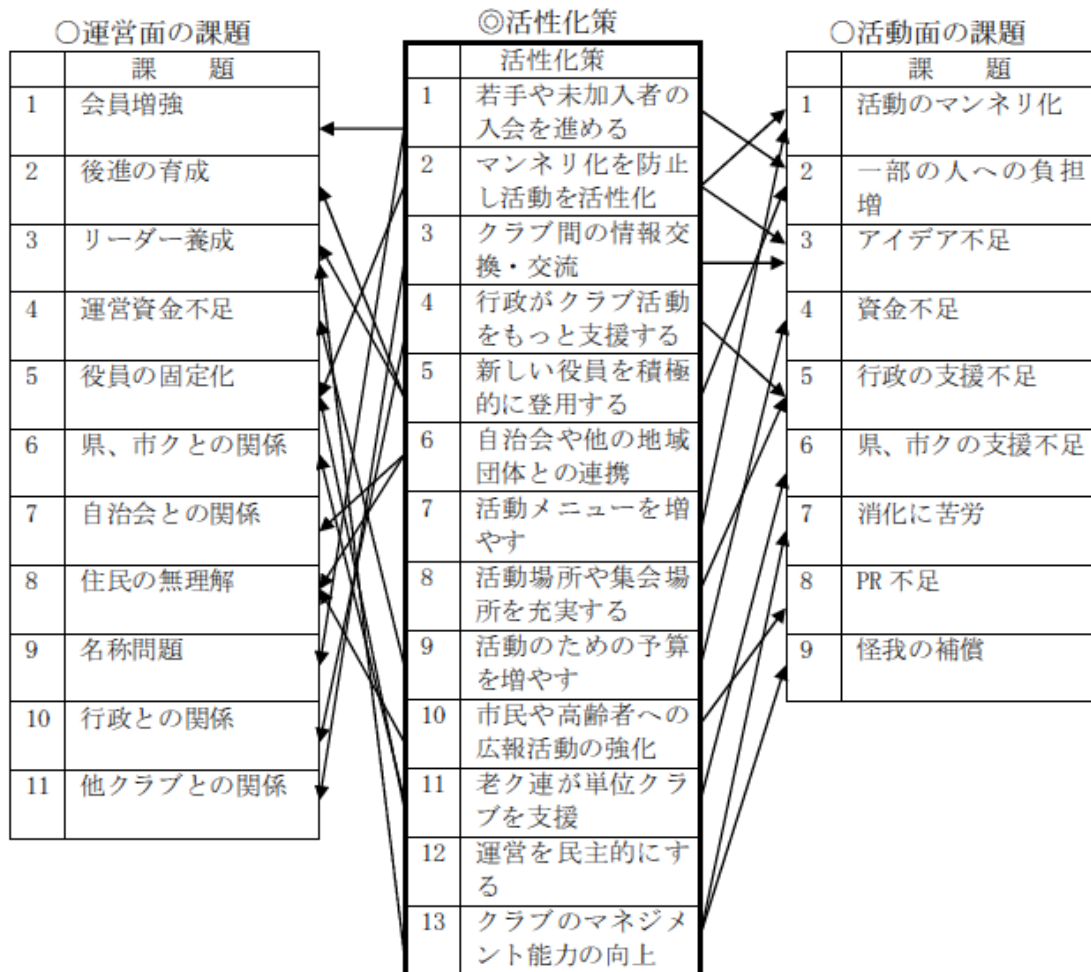 ○運営面の課題
課 題
1 会員増強
2 後進の育成
3 リーダー養成
4 運営資金不足
5 役員の固定化
6 県、市クとの関係
7 自治会との関係
8 住民の無理解
9 名称問題
10 行政との関係
11 他クラブとの関係
◎活性化策
活性化策
1 若手や未加入者の
入会を進める
2 マンネリ化を防止
し活動を活性化
3 クラブ間の情報交
換・交流
4 行政がクラブ活動
をもっと支援する
5 新しい役員を積極
的に登用する
6 自治会や他の地域
団体との連携
7 活動メニューを増
やす
8 活動場所や集会場
所を充実する
9 活動のための予算
を増やす
10 市民や高齢者への
広報活動の強化
11 老ク連が単位クラ
ブを支援
12 運営を民主的にす
る
13 クラブのマネジメ
ント能力の向上
○活動面の課題
課 題
1 活動のマンネリ化
2 一部の人への負担
増
3 アイデア不足
4 資金不足
5 行政の支援不足
6 県、市クの支援不足
7 消化に苦労
8 PR 不足
9 怪我の補償